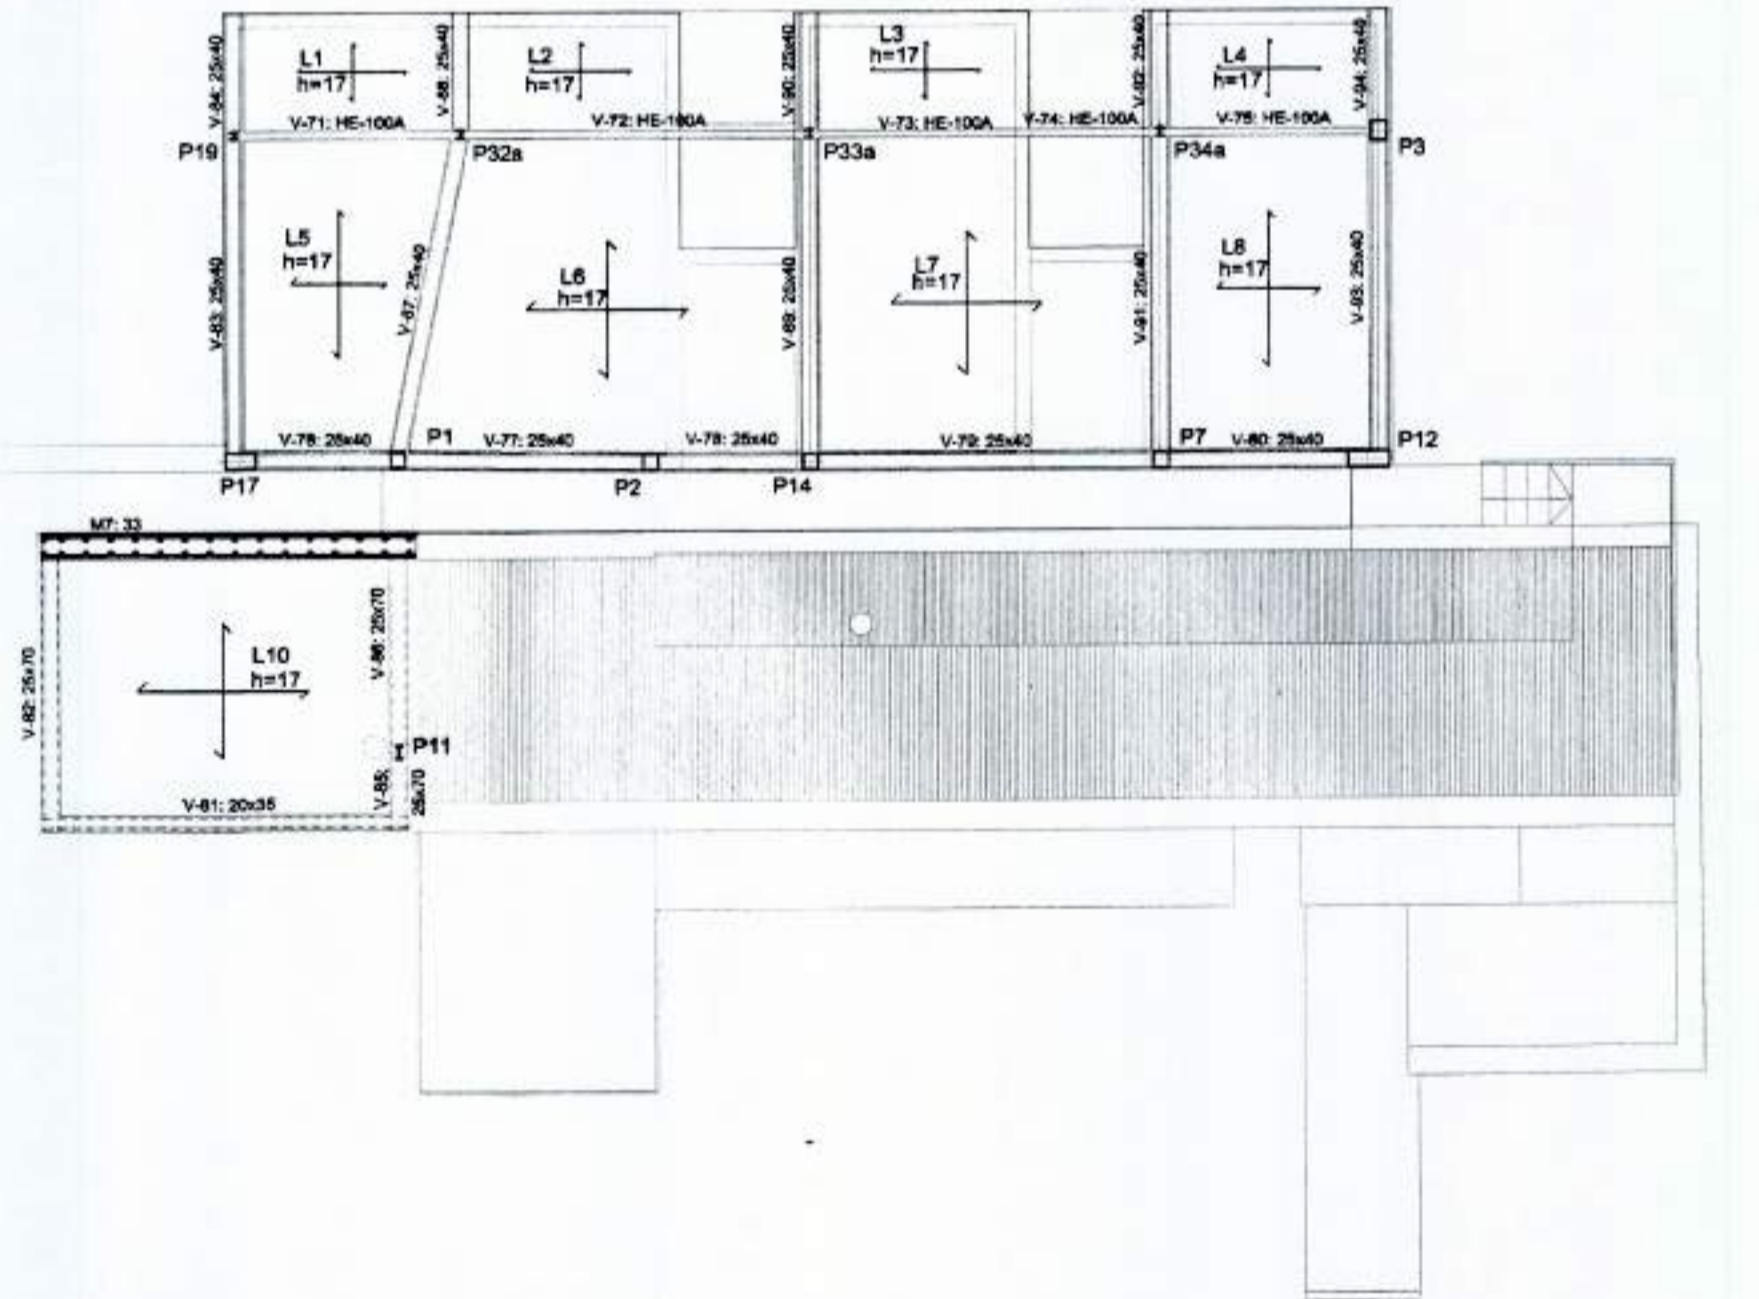 L1
h=17
L2
h=17
L3
h=17
L4
h=17
V-84: 25x40
V-88: 25x40
V-90: 25x40
V-92: 25x40
V-94: 25x40
V-71: HE-100A
V-72: HE-100A
V-73: HE-100A
V-74: HE-100A
V-75: HE-100A
P19
P32a
P33a
P34a
P3
L5
h=17
L6
h=17
L7
h=17
L8
h=17
V-83: 25x40
V-87: 25x40
V-89: 25x40
V-91: 25x40
V-93: 25x40
V-76: 25x40
P1
V-77: 25x40
V-78: 25x40
V-79: 25x40
P7
V-80: 25x40
P12
P17
P2
P14
M7: 33
V-82: 25x70
V-86: 25x70
L10
h=17
P11
V-85:
25x70
V-81: 20x35